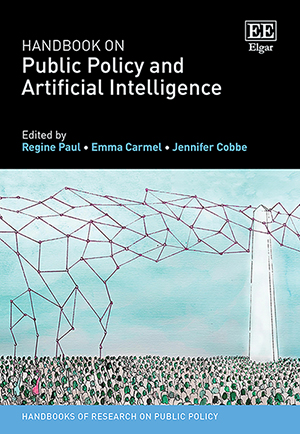 EE
Elgar
HANDBOOK ON
Public Policy and
Artificial Intelligence
Edited by
Regine Paul • Emma Carmel • Jennifer Cobbe
HANDBOOKS OF RESEARCH ON PUBLIC POLICY